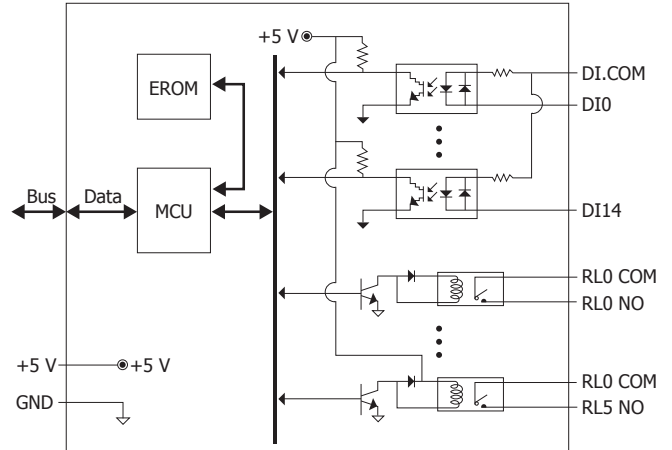 +5 V
DI.COM
EROM
DI0
Bus
Data
MCU
DI14
RL0 COM
RL0 NO
+5 V
+5 V
GND
RL0 COM
RL5 NO